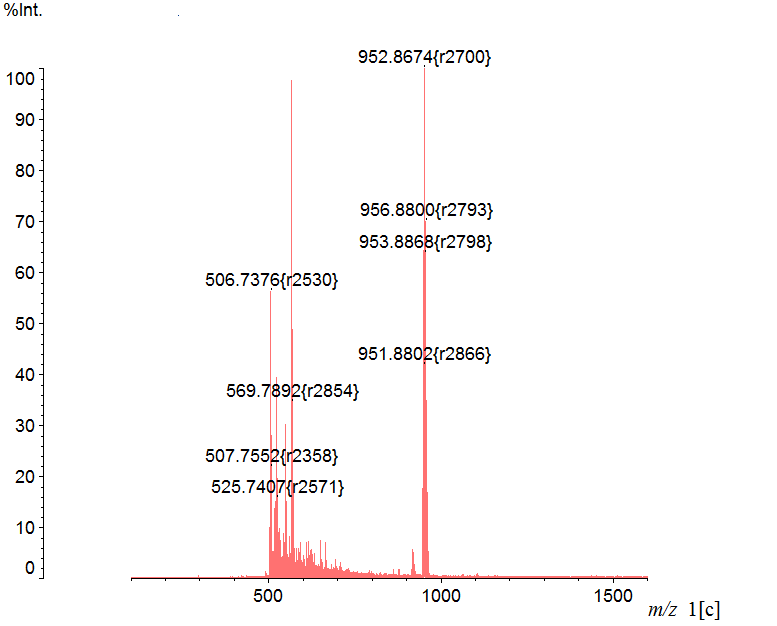 %Int.
952.8674{r2700}
100
90
80
70
956.8800{r2793}
953.8868{r2798}
60
506.7376{r2530}
50
951.8802{r2866}
40
569.7892{r2854}
30
507.7552{r2358}
20
525.7407{r2571}
10
0
500 1000 1500
m/z 1[c]